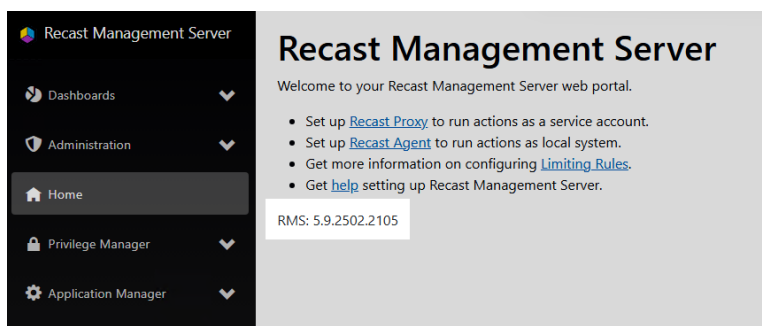 Recast Management Server
Dashboards
Administration
Home
Privilege Manager
Application Manager
Recast Management Server
Welcome to your Recast Management Server web portal.
• Set up Recast Proxy to run actions as a service account.
• Set up Recast Agent to run actions as local system.
• Get more information on configuring Limiting Rules.
• Get help setting up Recast Management Server.
RMS: 5.9.2502.2105